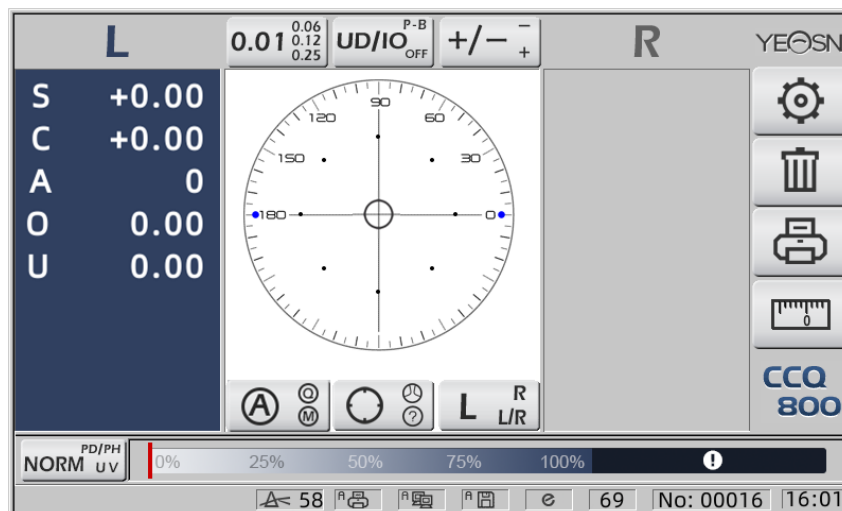 L
0.01 0.06
0.12
0.25
UD/IO P-B
OFF
+/- -
+
R
YEOSN
S +0.00
C +0.00
A 0
O 0.00
U 0.00
90
120 60
150 30
180 0
0
A Q
M
?
L R
L/R
CCQ
800
NORM PD/PH
UV
0% 25% 50% 75% 100% !
58 A A A e 69 No: 00016 16:01